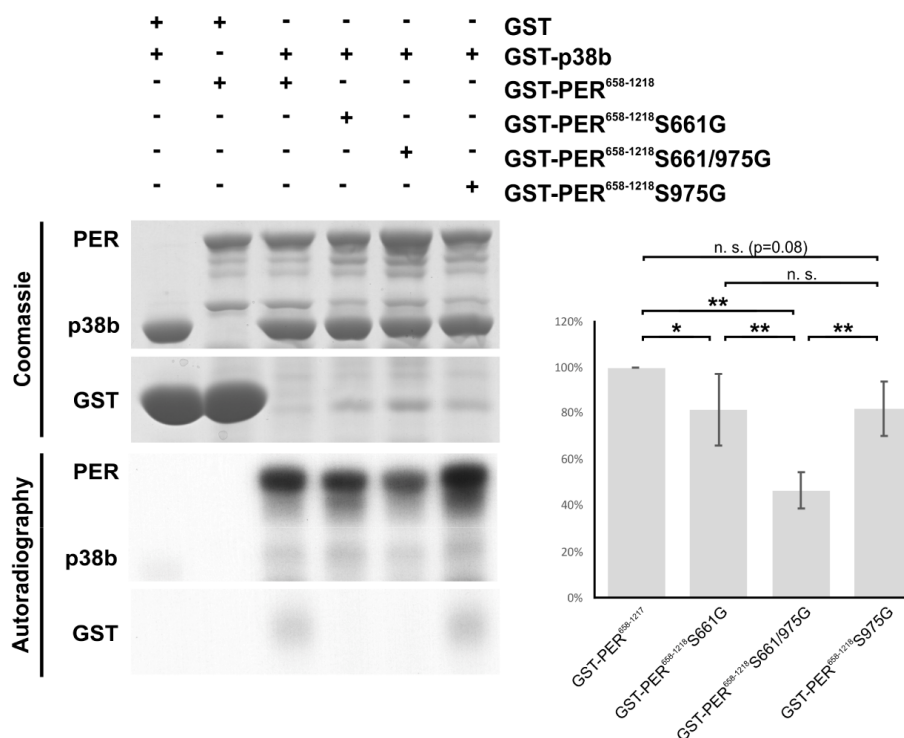 + + - - - - GST
+ - + + + + GST-p38b
- + + - - - GST-PER658-1218
- - - + - - GST-PER658-1218S661G
- - - - + - GST-PER658-1218S661/975G
- - - - - + GST-PER658-1218S975G
Coomassie
PER
p38b
GST
Autoradiography
PER
p38b
GST
n. s. (p=0.08)
n. s.
**
* ** **
120%
100%
80%
60%
40%
20%
0%
GST-PER658-1217
GST-PER658-1218S661G
GST-PER658-1218S661/975G
GST-PER658-1218S975G